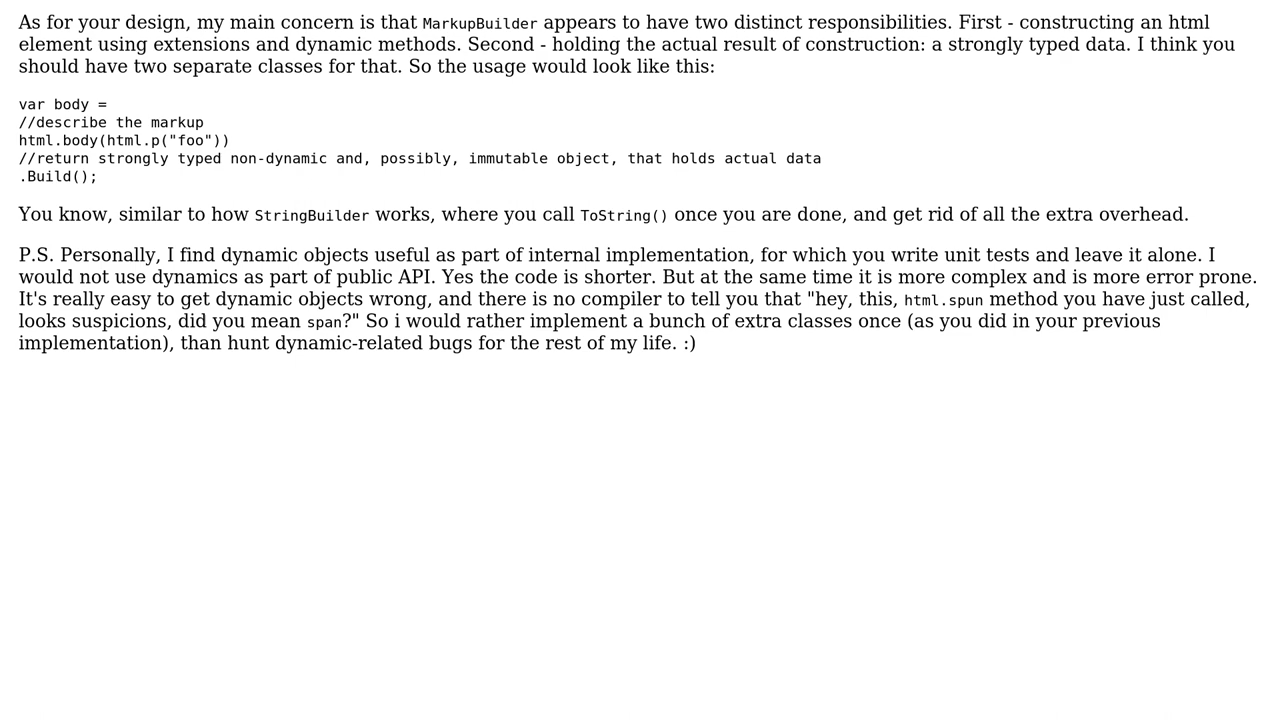 As for your design, my main concern is that MarkupBuilder appears to have two distinct responsibilities. First - constructing an html
element using extensions and dynamic methods. Second - holding the actual result of construction: a strongly typed data. I think you
should have two separate classes for that. So the usage would look like this:
var body =
//describe the markup
html.body(html.p("foo"))
//return strongly typed non-dynamic and, possibly, immutable object, that holds actual data
.Build();
You know, similar to how StringBuilder works, where you call ToString() once you are done, and get rid of all the extra overhead.
P.S. Personally, I find dynamic objects useful as part of internal implementation, for which you write unit tests and leave it alone. I
would not use dynamics as part of public API. Yes the code is shorter. But at the same time it is more complex and is more error prone.
It's really easy to get dynamic objects wrong, and there is no compiler to tell you that "hey, this, html.spun method you have just called,
looks suspicions, did you mean span?" So i would rather implement a bunch of extra classes once (as you did in your previous
implementation), than hunt dynamic-related bugs for the rest of my life. :)